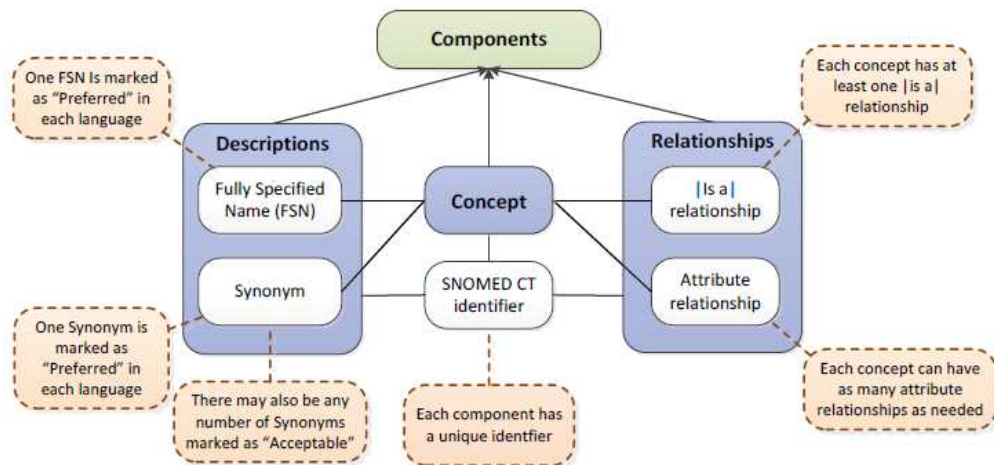 Components
One FSN Is marked
as “Preferred” in
each language
Each concept has at
least one |is a|
relationship
Descriptions
Relationships
Fully Specified
Name (FSN)
Concept
|Is a|
relationship
Synonym
SNOMED CT
identifier
Attribute
relationship
One Synonym is
marked as
“Preferred” in
each language
There may also be any
number of Synonyms
marked as “Acceptable”
Each component has
a unique identfier
Each concept can have
as many attribute
relationships as needed